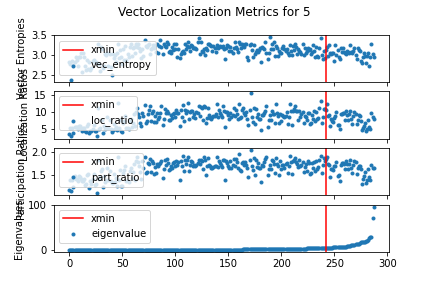 Vector Localization Metrics for 5
Vector Entropies
3.5
3.0
2.5
xmin
vec_entropy
Localization Ratios
15
10
5
xmin
loc_ratio
Participation Ratios
2.0
1.5
xmin
part_ratio
Eigenvalues
100
0
xmin
eigenvalue
0 50 100 150 200 250 300